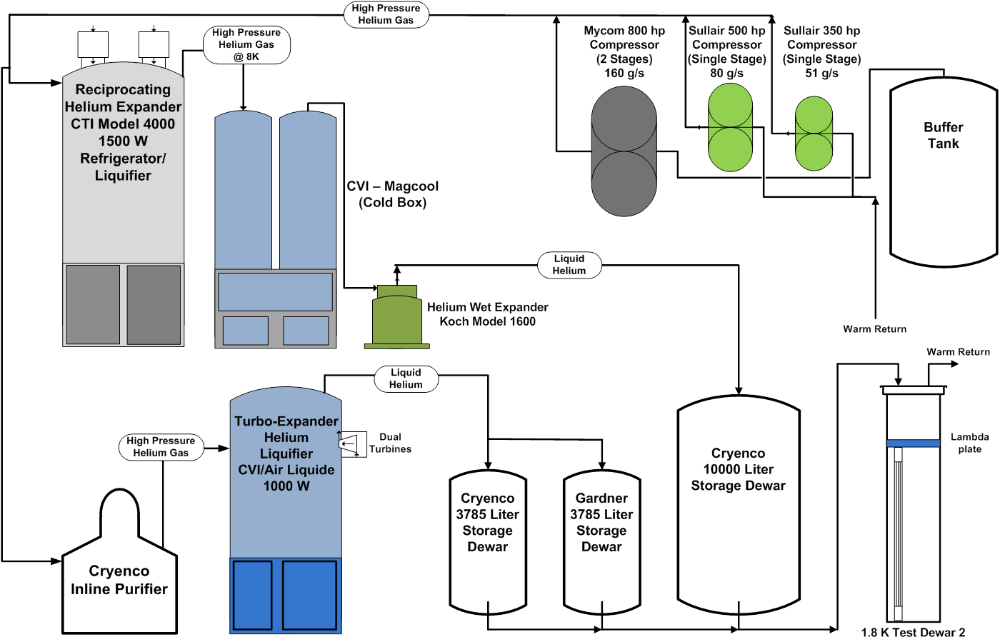 High Pressure
Helium Gas
High Pressure
Helium Gas
@ 8K
Mycom 800 hp
Compressor
(2 Stages)
160 g/s
Sullair 500 hp
Compressor
(Single Stage)
80 g/s
Sullair 350 hp
Compressor
(Single Stage)
51 g/s
Reciprocating
Helium Expander
CTI Model 4000
1500 W
Refrigerator/
Liquifier
Buffer
Tank
CVI – Magcool
(Cold Box)
Liquid
Helium
Helium Wet Expander
Koch Model 1600
Warm Return
Warm Return
Liquid
Helium
Turbo-Expander
Helium
Liquifier
CVI/Air Liquide
1000 W
Dual
Turbines
High Pressure
Helium Gas
Lambda
plate
Cryenco
10000 Liter
Storage Dewar
Cryenco
3785 Liter
Storage
Dewar
Gardner
3785 Liter
Storage
Dewar
Cryenco
Inline Purifier
1.8 K Test Dewar 2